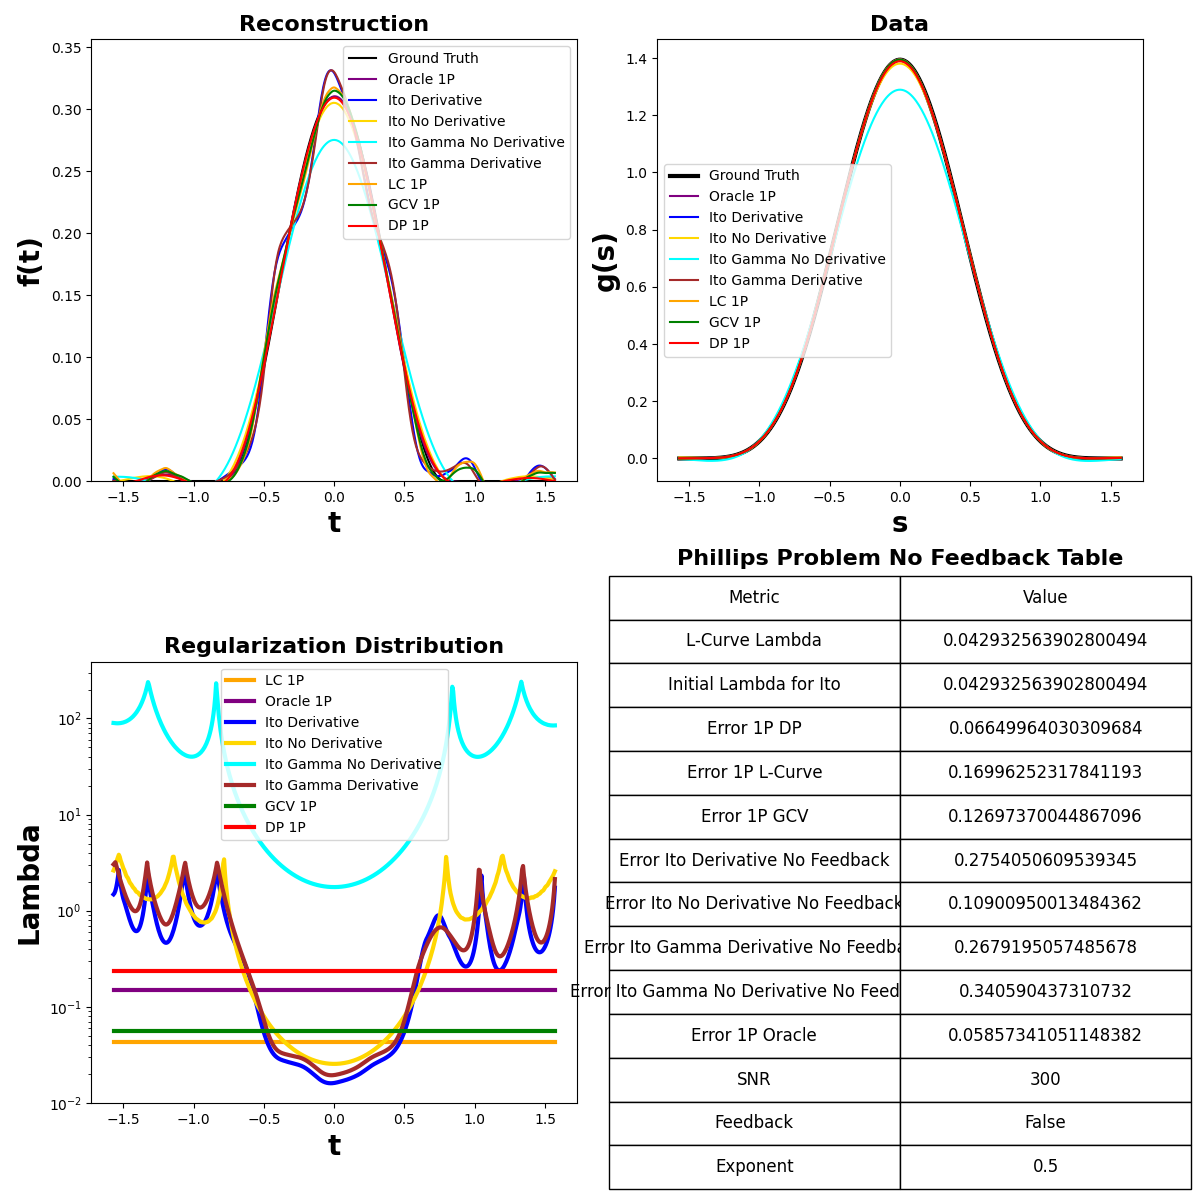 Reconstruction
0.35
0.30
0.25
0.20
0.15
0.10
0.05
0.00
f(t)
Ground Truth
Oracle 1P
Ito Derivative
Ito No Derivative
Ito Gamma No Derivative
Ito Gamma Derivative
LC 1P
GCV 1P
DP 1P
−1.5 −1.0 −0.5 0.0 0.5 1.0 1.5
t
Data
1.4
1.2
1.0
0.8
0.6
0.4
0.2
0.0
g(s)
Ground Truth
Oracle 1P
Ito Derivative
Ito No Derivative
Ito Gamma No Derivative
Ito Gamma Derivative
LC 1P
GCV 1P
DP 1P
−1.5 −1.0 −0.5 0.0 0.5 1.0 1.5
s
Regularization Distribution
10²
10¹
10⁰
10⁻¹
10⁻²
Lambda
LC 1P
Oracle 1P
Ito Derivative
Ito No Derivative
Ito Gamma No Derivative
Ito Gamma Derivative
GCV 1P
DP 1P
−1.5 −1.0 −0.5 0.0 0.5 1.0 1.5
t
Phillips Problem No Feedback Table
Metric Value
L-Curve Lambda 0.042932563902800494
Initial Lambda for Ito 0.042932563902800494
Error 1P DP 0.06649964030309684
Error 1P L-Curve 0.16996252317841193
Error 1P GCV 0.12697370044867096
Error Ito Derivative No Feedback 0.2754050609539345
Error Ito No Derivative No Feedback 0.10900950013484362
Error Ito Gamma Derivative No Feedba 0.2679195057485678
Error Ito Gamma No Derivative No Feed 0.340590437310732
Error 1P Oracle 0.05857341051148382
SNR 300
Feedback False
Exponent 0.5